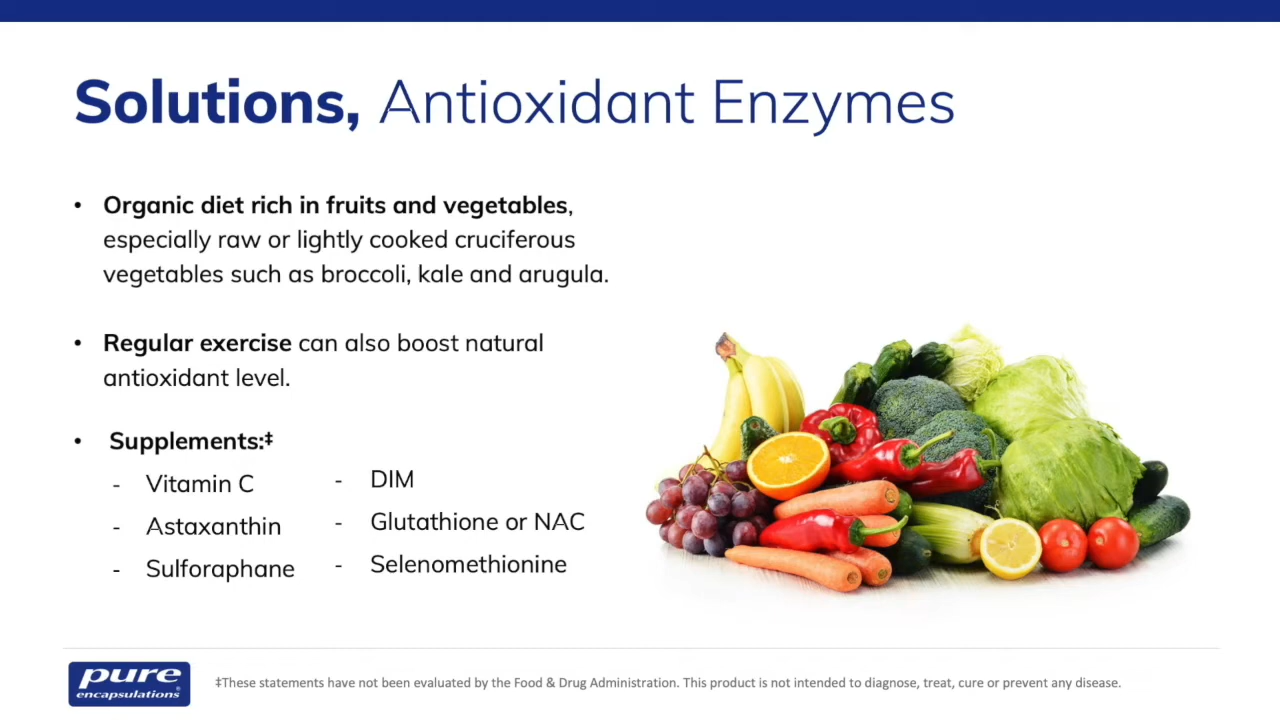 Solutions, Antioxidant Enzymes
• Organic diet rich in fruits and vegetables,
especially raw or lightly cooked cruciferous
vegetables such as broccoli, kale and arugula.
• Regular exercise can also boost natural
antioxidant level.
• Supplements:‡
- Vitamin C
- Astaxanthin
- Sulforaphane
- DIM
- Glutathione or NAC
- Selenomethionine
pure
encapsulations®
‡These statements have not been evaluated by the Food & Drug Administration. This product is not intended to diagnose, treat, cure or prevent any disease.